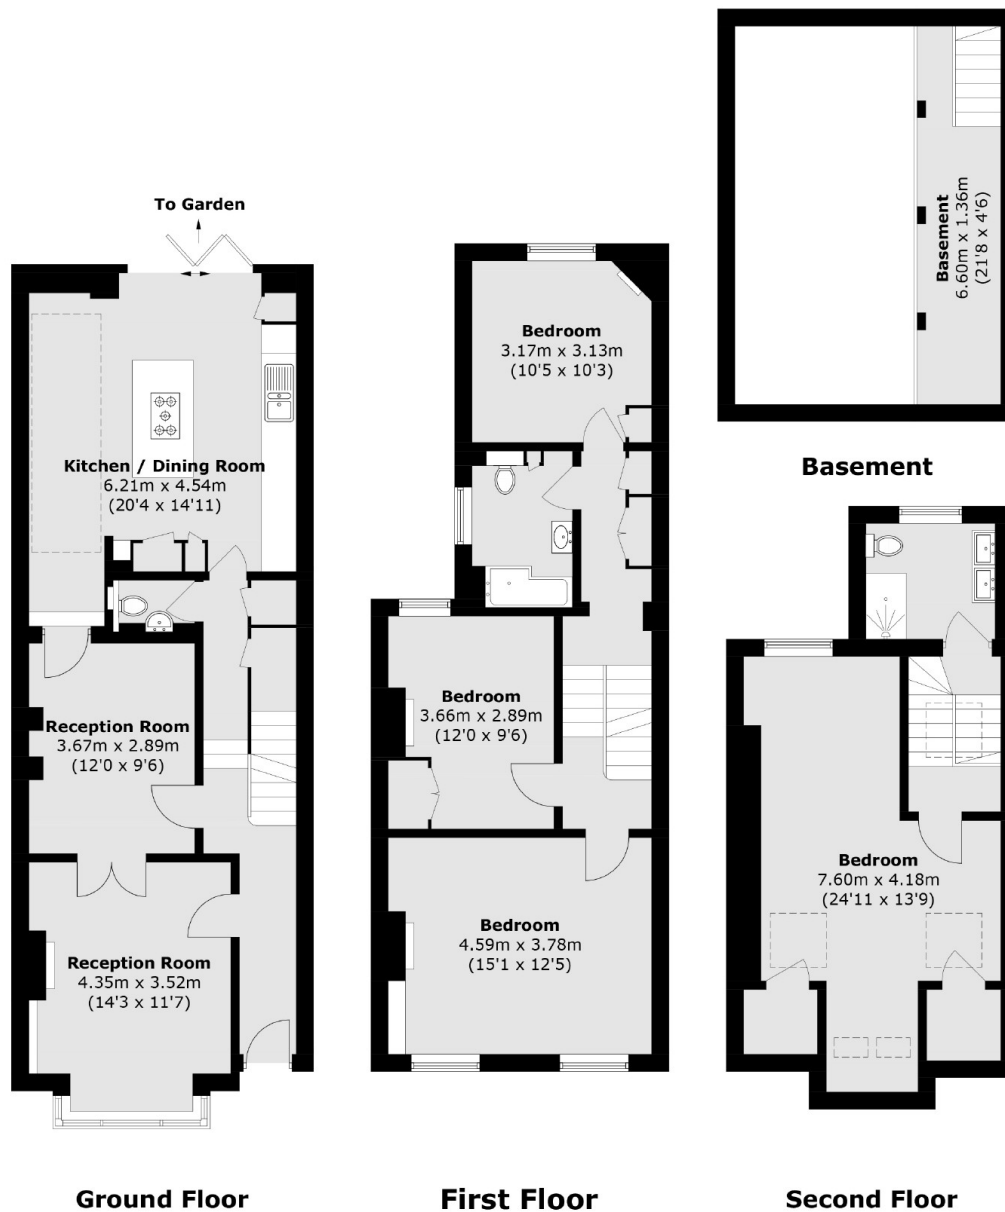 To Garden
Kitchen / Dining Room
6.21m x 4.54m
(20'4 x 14'11)
Reception Room
3.67m x 2.89m
(12'0 x 9'6)
Reception Room
4.35m x 3.52m
(14'3 x 11'7)
Ground Floor
Bedroom
3.17m x 3.13m
(10'5 x 10'3)
Bedroom
3.66m x 2.89m
(12'0 x 9'6)
Bedroom
4.59m x 3.78m
(15'1 x 12'5)
First Floor
Basement
6.60m x 1.36m
(21'8 x 4'6)
Basement
Bedroom
7.60m x 4.18m
(24'11 x 13'9)
Second Floor